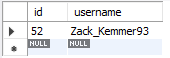 id username
52 Zack_Kemmer93
NULL NULL